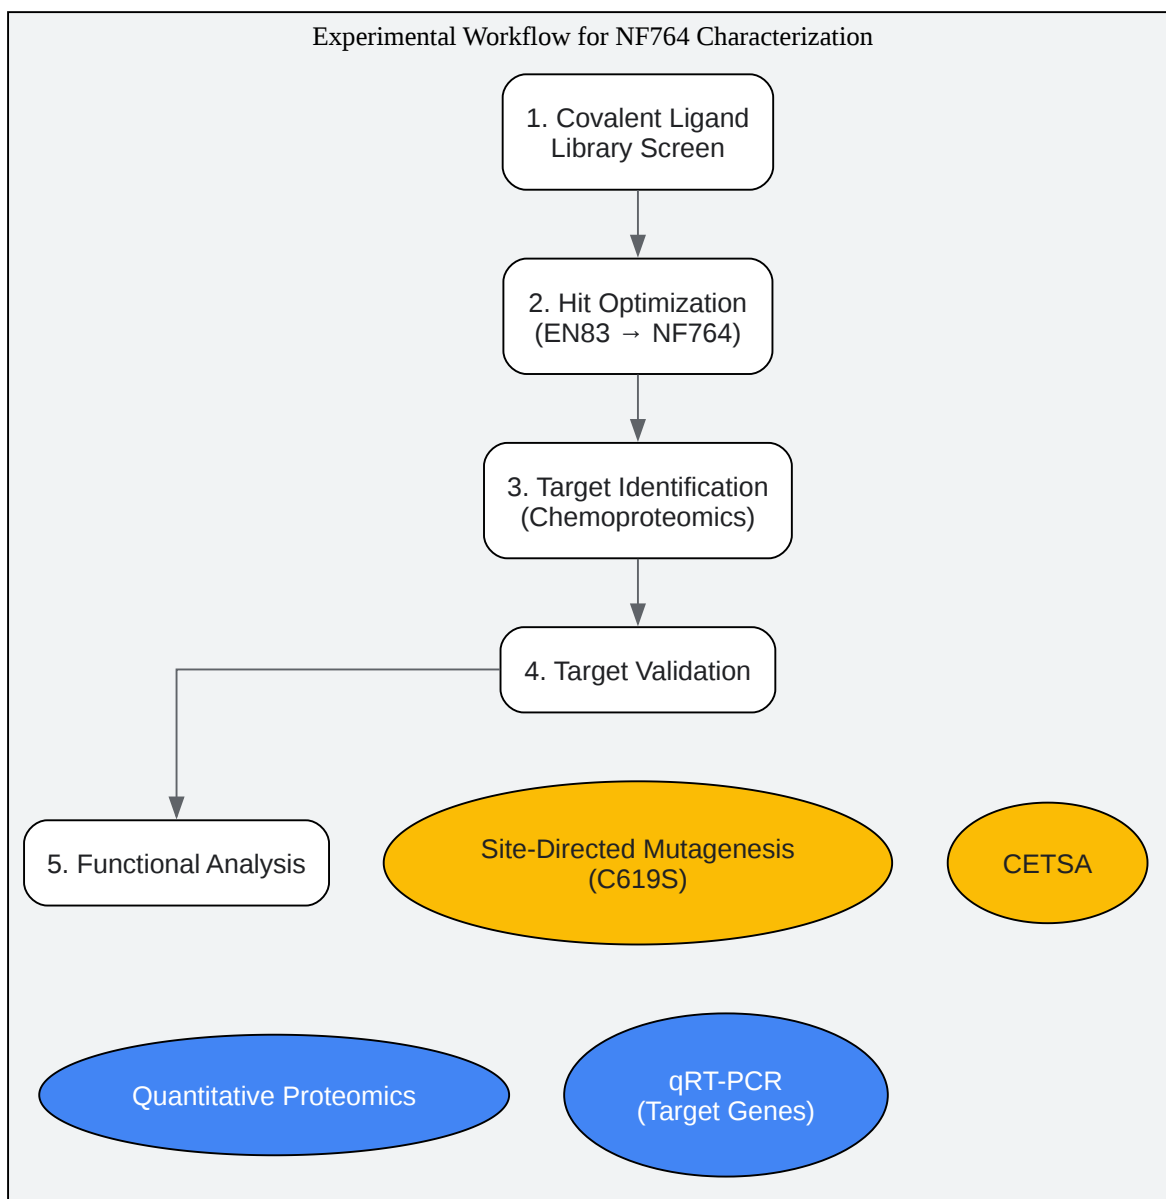 Experimental Workflow for NF764 Characterization
1. Covalent Ligand
Library Screen
2. Hit Optimization
(EN83 → NF764)
3. Target Identification
(Chemoproteomics)
4. Target Validation
5. Functional Analysis
Site-Directed Mutagenesis
(C619S)
CETSA
Quantitative Proteomics
qRT-PCR
(Target Genes)